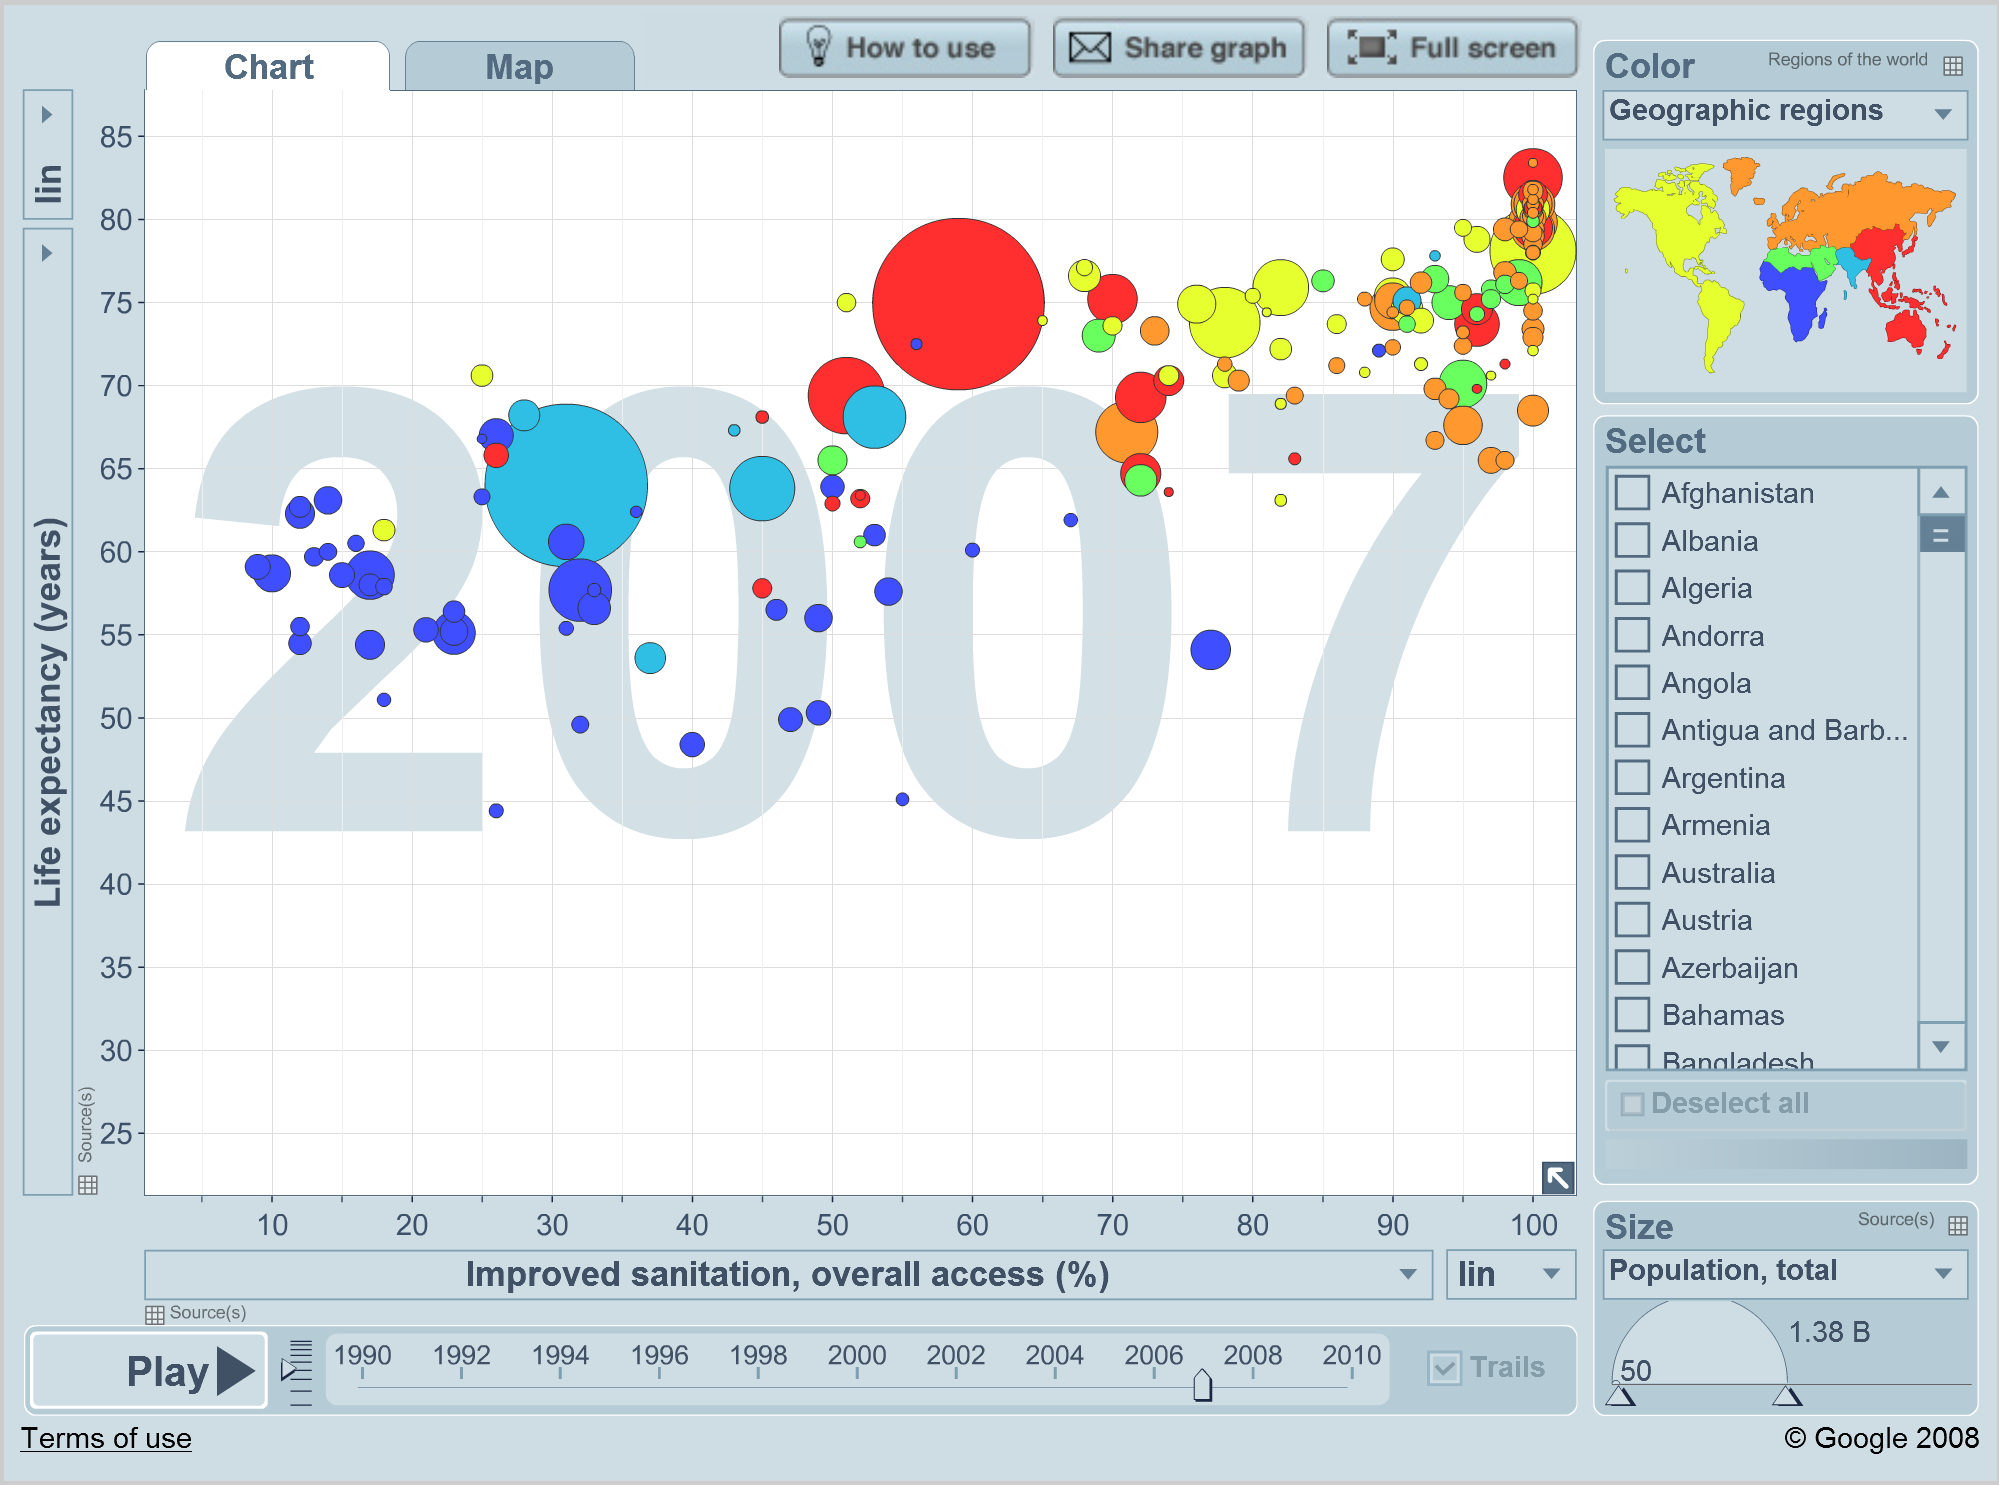 Chart
Map
How to use
Share graph
Full screen
Color
Regions of the world
Geographic regions
lin
Life expectancy (years)
Source(s)
85
80
75
70
65
60
55
50
45
40
35
30
25
2007
10 20 30 40 50 60 70 80 90 100
Improved sanitation, overall access (%)
lin
Source(s)
Select
Afghanistan
Albania
Algeria
Andorra
Angola
Antigua and Barb...
Argentina
Armenia
Australia
Austria
Azerbaijan
Bahamas
Bangladesh
Deselect all
Size
Source(s)
Population, total
1.38 B
50
Play
1990 1992 1994 1996 1998 2000 2002 2004 2006 2008 2010
Trails
Terms of use
© Google 2008